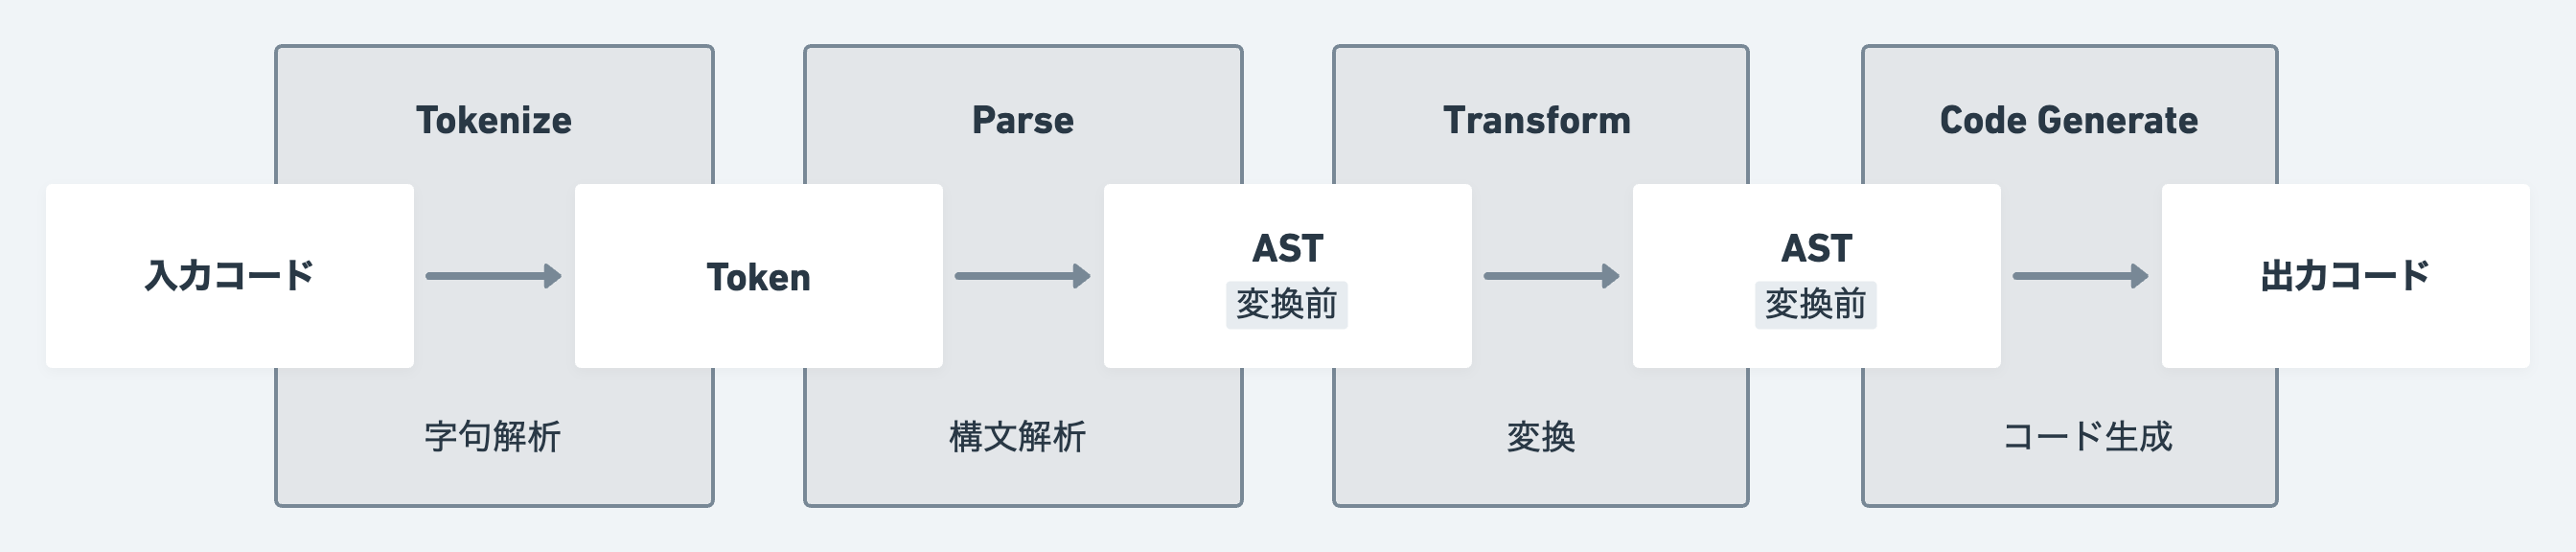 Tokenize
Parse
Transform
Code Generate
入力コード
Token
AST
変換前
AST
変換前
出力コード
字句解析
構文解析
変換
コード生成